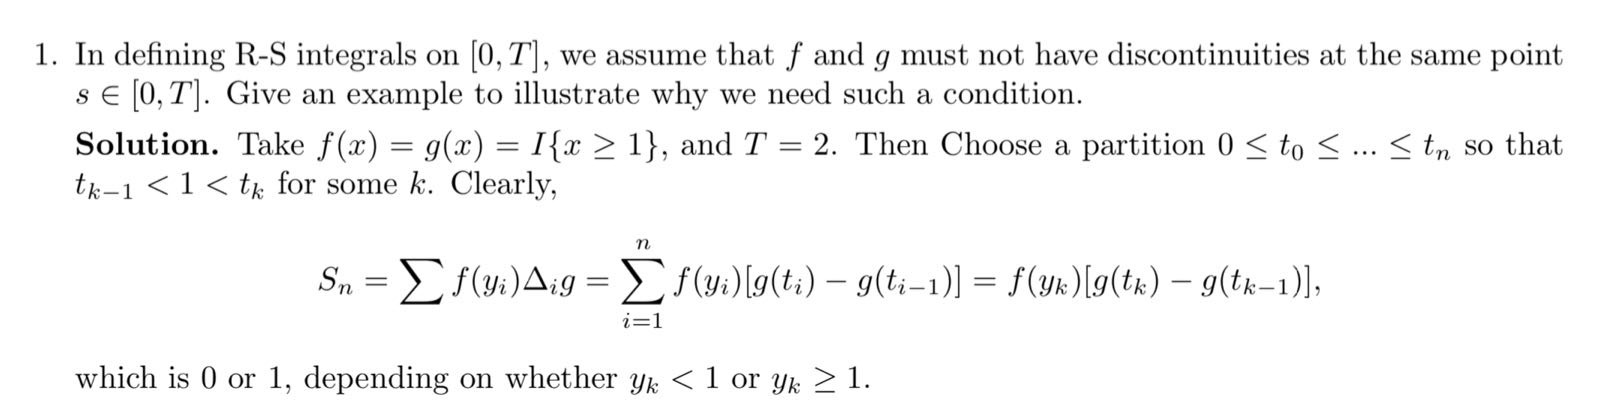 1. In defining R-S integrals on [0, T], we assume that f and g must not have discontinuities at the same point
s ∈ [0, T]. Give an example to illustrate why we need such a condition.
Solution. Take f(x) = g(x) = I{x ≥ 1}, and T = 2. Then Choose a partition 0 ≤ t₀ ≤ ... ≤ tₙ so that
tₖ₋₁ < 1 < tₖ for some k. Clearly,
Sₙ = ∑ f(yᵢ)Δᵢg = ∑ᵢ₌₁ⁿ f(yᵢ)[g(tᵢ) − g(tᵢ₋₁)] = f(yₖ)[g(tₖ) − g(tₖ₋₁)],
which is 0 or 1, depending on whether yₖ < 1 or yₖ ≥ 1.